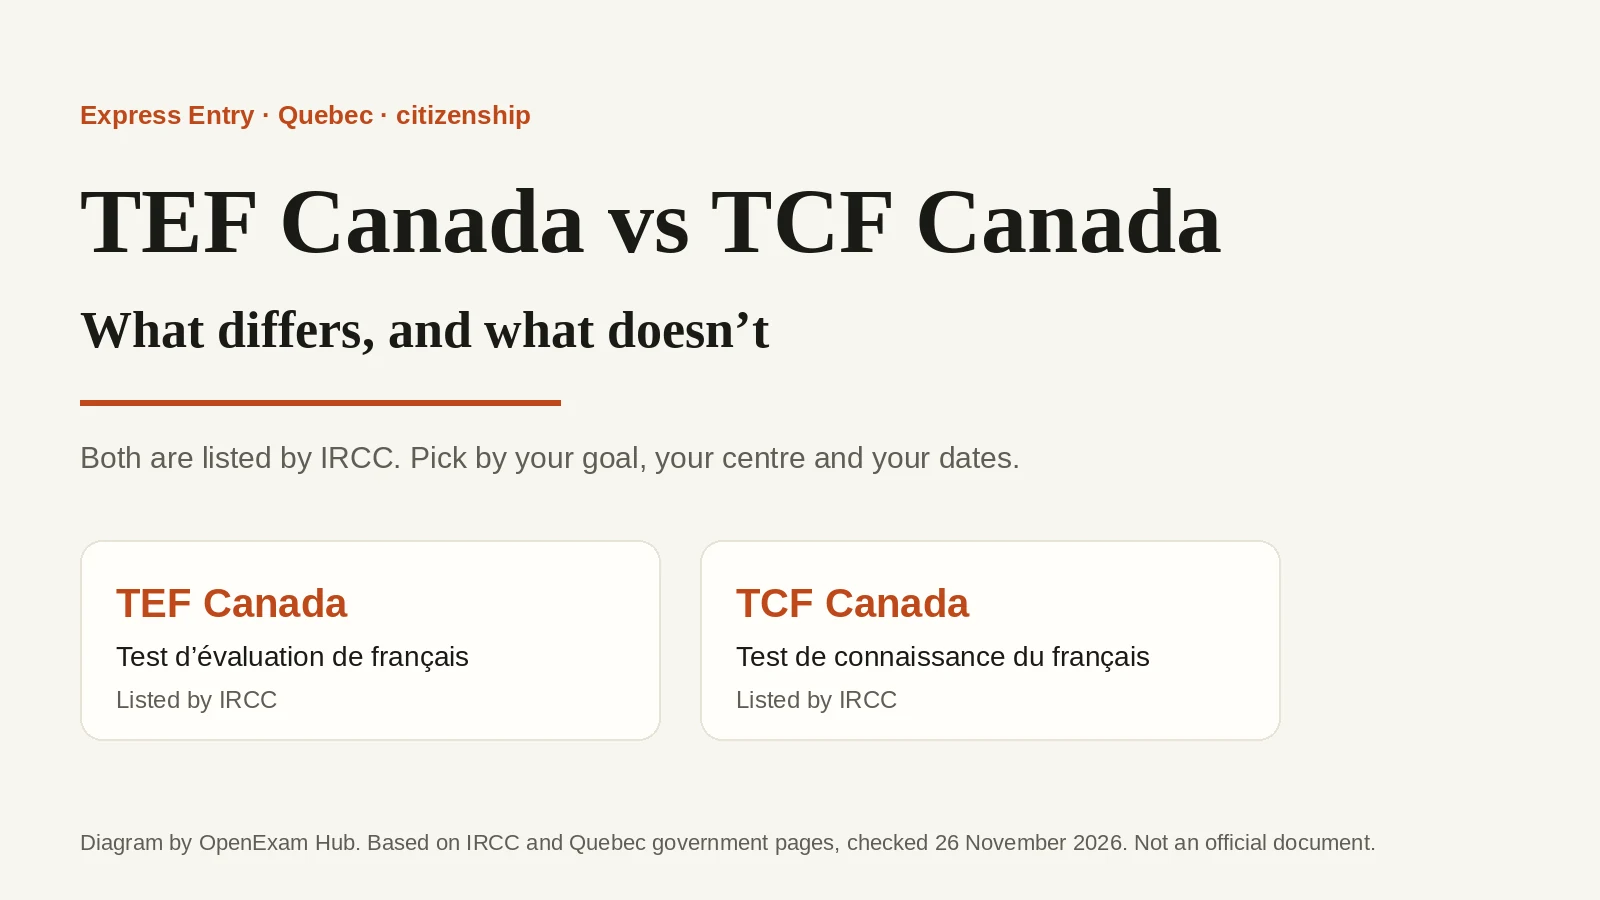 Express Entry · Quebec · citizenship
TEF Canada vs TCF Canada
What differs, and what doesn’t
Both are listed by IRCC. Pick by your goal, your centre and your dates.
TEF Canada
Test d’évaluation de français
Listed by IRCC
TCF Canada
Test de connaissance du français
Listed by IRCC
Diagram by OpenExam Hub. Based on IRCC and Quebec government pages, checked 26 November 2026. Not an official document.